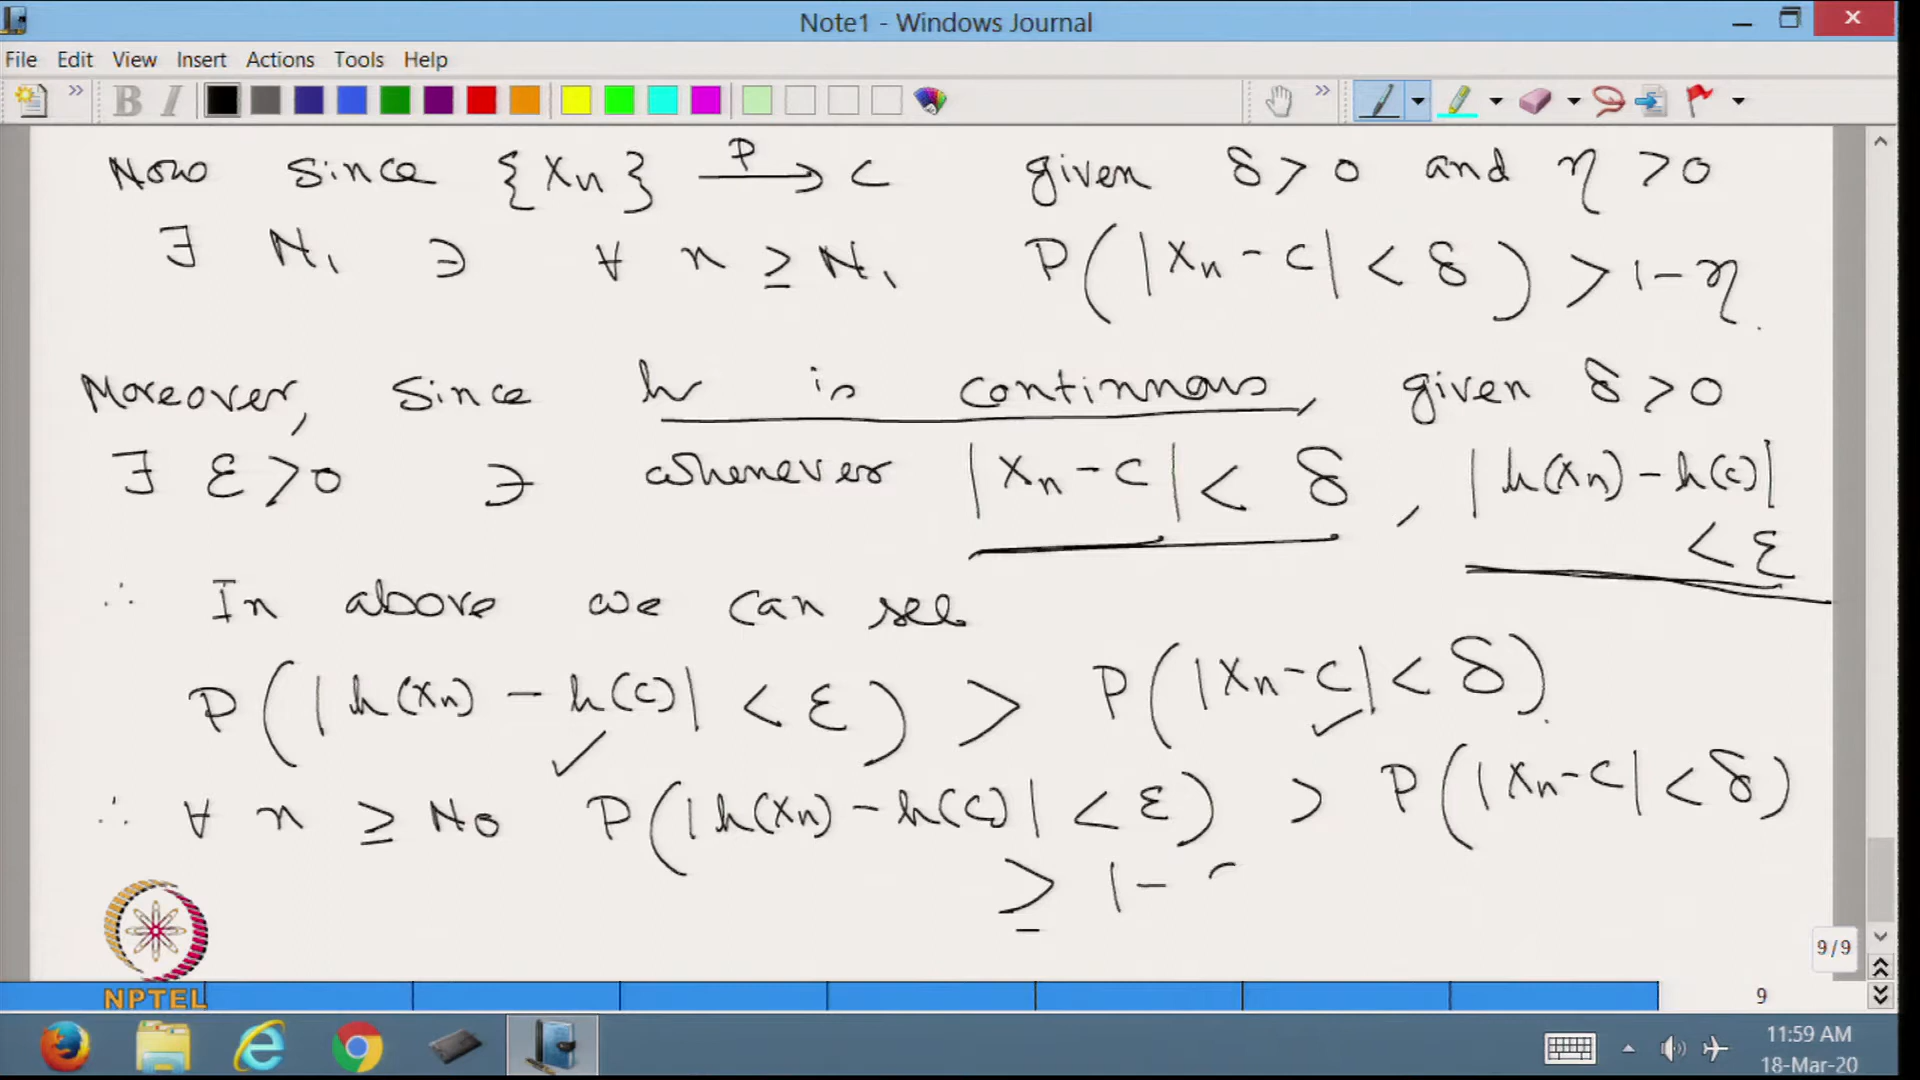 Note1 - Windows Journal
File Edit View Insert Actions Tools Help
B I
Now since {Xn} P→ C given δ > 0 and η > 0
∃ N₁ ∋ ∀ n ≥ N₁ P(|Xn - C| < δ) > 1 - η.
Moreover, since h is continuous, given δ > 0
∃ ε > 0 ∋ whenever |Xn - C| < δ, |h(Xn) - h(C)|
< ε
∴ In above we can see
P(|h(Xn) - h(C)| < ε) > P(|Xn - C| < δ).
∴ ∀ n ≥ N0 P(|h(Xn) - h(C)| < ε) > P(|Xn - C| < δ)
≥ 1 -
NPTEL
9/9
9
11:59 AM
18-Mar-20